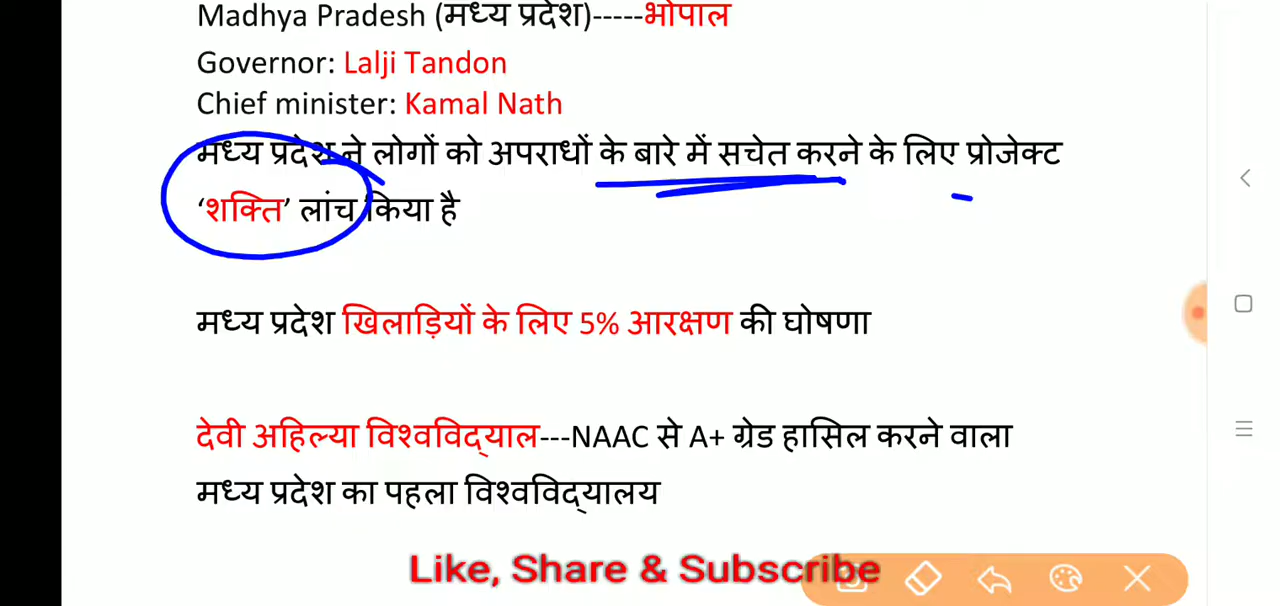 Madhya Pradesh (मध्य प्रदेश)-----भोपाल
Governor: Lalji Tandon
Chief minister: Kamal Nath
मध्य प्रदेश ने लोगों को अपराधों के बारे में सचेत करने के लिए प्रोजेक्ट
‘शक्ति’ लांच किया है
मध्य प्रदेश खिलाड़ियों के लिए 5% आरक्षण की घोषणा
देवी अहिल्या विश्वविद्याल---NAAC से A+ ग्रेड हासिल करने वाला
मध्य प्रदेश का पहला विश्वविद्यालय
Like, Share & Subscribe